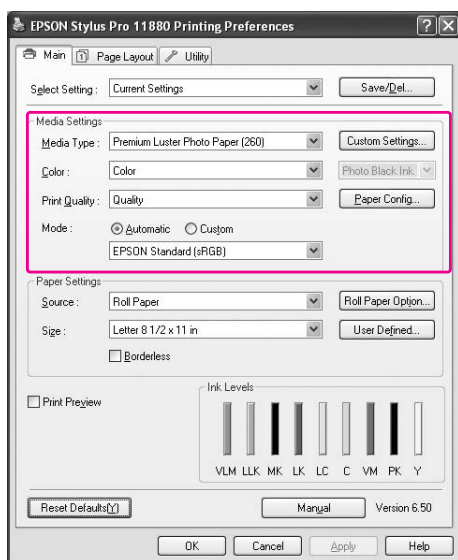 EPSON Stylus Pro 11880 Printing Preferences
Main Page Layout Utility
Select Setting : Current Settings Save/Del...
Media Settings
Media Type : Premium Luster Photo Paper (260) Custom Settings...
Color : Color Photo Black Ink
Print Quality : Quality Paper Config...
Mode : Automatic Custom
EPSON Standard (sRGB)
Paper Settings
Source : Roll Paper Roll Paper Option...
Size : Letter 8 1/2 x 11 in User Defined...
Borderless
Print Preview
Ink Levels
VLM LLK MK LK LC C VM PK Y
Reset Defaults(Y) Manual Version 6.50
OK Cancel Apply Help